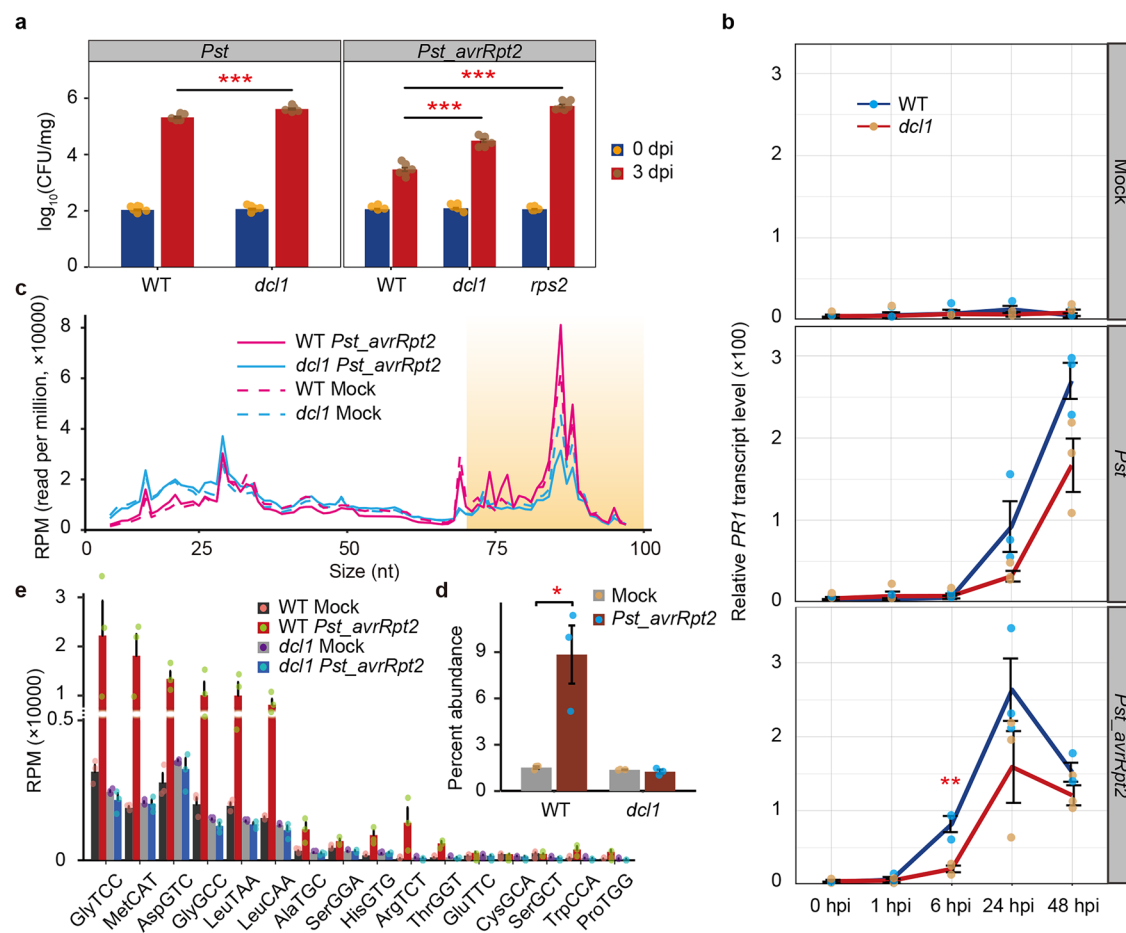 a
Pst
Pst_avrRpt2
***
***
***
log10(CFU/mg)
6
4
2
0
WT
dcl1
WT
dcl1
rps2
0 dpi
3 dpi
b
Relative PR1 transcript level (×100)
WT
dcl1
3
2
1
0
Mock
3
2
1
0
Pst
**
3
2
1
0
Pst_avrRpt2
0 hpi
1 hpi
6 hpi
24 hpi
48 hpi
c
RPM (read per million, ×10000)
8
6
4
2
0
WT Pst_avrRpt2
dcl1 Pst_avrRpt2
WT Mock
dcl1 Mock
0
25
50
75
100
Size (nt)
e
RPM (×10000)
3
2
1
0.5
0
WT Mock
WT Pst_avrRpt2
dcl1 Mock
dcl1 Pst_avrRpt2
GlyTCC
MetCAT
AspGTC
GlyGCC
LeuTAA
LeuCAA
AlaTGC
SerGGA
HisGTG
ArgTCT
ThrGGT
GluTTC
CysGCA
SerGCT
TrpCCA
ProTGG
d
Percent abundance
9
6
3
0
*
Mock
Pst_avrRpt2
WT
dcl1